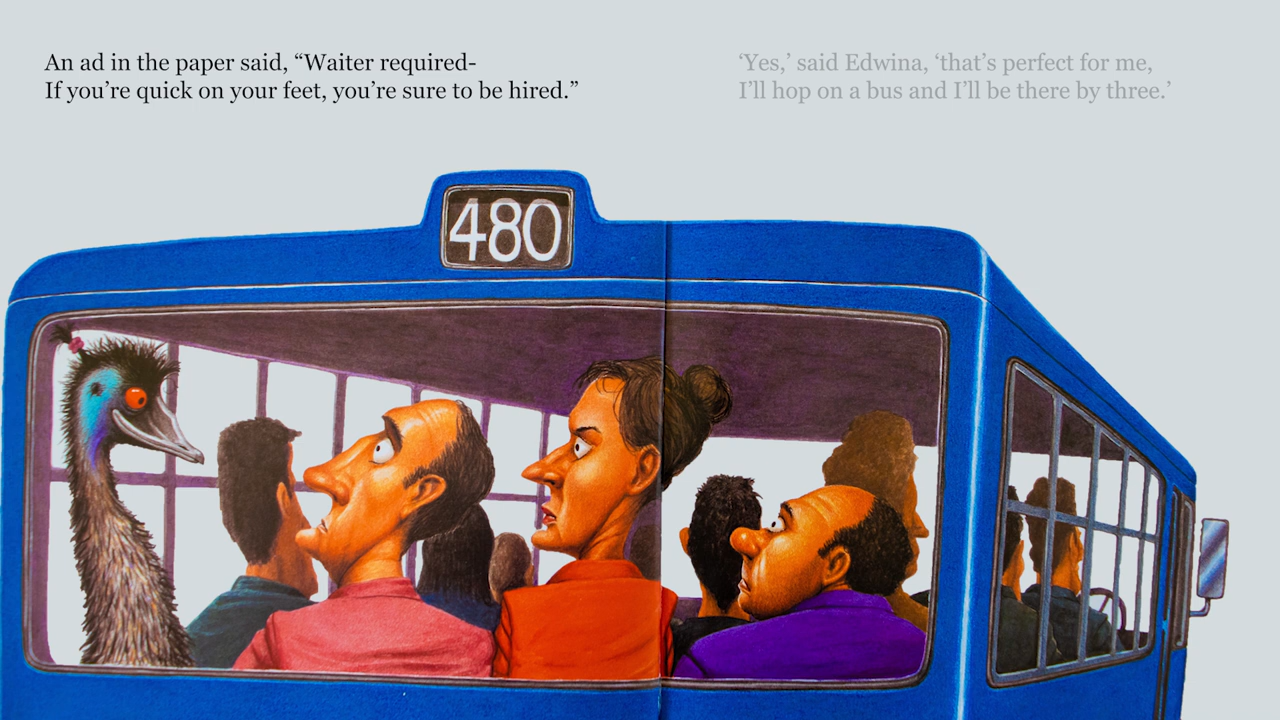 An ad in the paper said, “Waiter required-
If you’re quick on your feet, you’re sure to be hired.”
‘Yes,’ said Edwina, ‘that’s perfect for me,
I’ll hop on a bus and I’ll be there by three.’
480